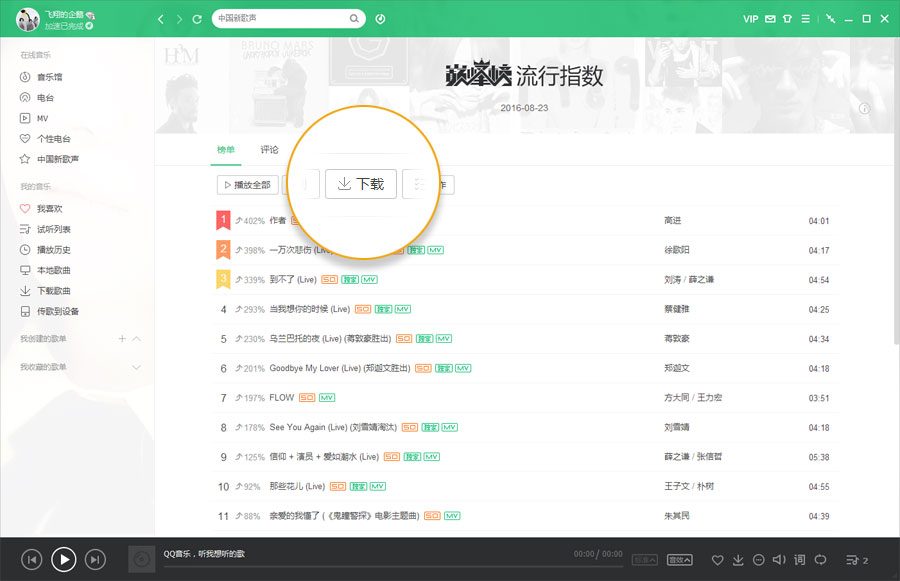 飞翔的企鹅
加速已完成
中国新歌声
VIP
在线音乐
音乐馆
电台
MV
个性电台
中国新歌声
我的音乐
我喜欢
试听列表
播放历史
本地歌曲
下载歌曲
传歌到设备
我创建的歌单
我收藏的歌单
BRUNO MARS
巅峰榜 流行指数
2016-08-23
榜单 评论
播放全部 下载 作
1 402% 作者 高进 04:01
2 398% 一万次悲伤 (Live) 独家 MV 徐歌阳 04:17
3 339% 到不了 (Live) SQ 独家 MV 刘涛 / 薛之谦 04:54
4 293% 当我想你的时候 (Live) SQ 独家 MV 蔡健雅 04:25
5 230% 乌兰巴托的夜 (Live) (蒋敦豪胜出) SQ 独家 MV 蒋敦豪 04:34
6 201% Goodbye My Lover (Live) (郑迦文胜出) SQ 独家 MV 郑迦文 04:18
7 197% FLOW SQ MV 方大同 / 王力宏 03:51
8 178% See You Again (Live) (刘雪婧淘汰) SQ 独家 MV 刘雪婧 04:18
9 125% 信仰 + 演员 + 爱如潮水 (Live) SQ 独家 MV 薛之谦 / 张信哲 05:38
10 92% 那些花儿 (Live) SQ 独家 MV 王子文 / 朴树 04:55
11 88% 亲爱的我懂了 (《鬼瞳警探》电影主题曲) SQ MV 朱其民 04:39
QQ音乐，听我想听的歌
00:00 / 00:00
标准
音效
词
2